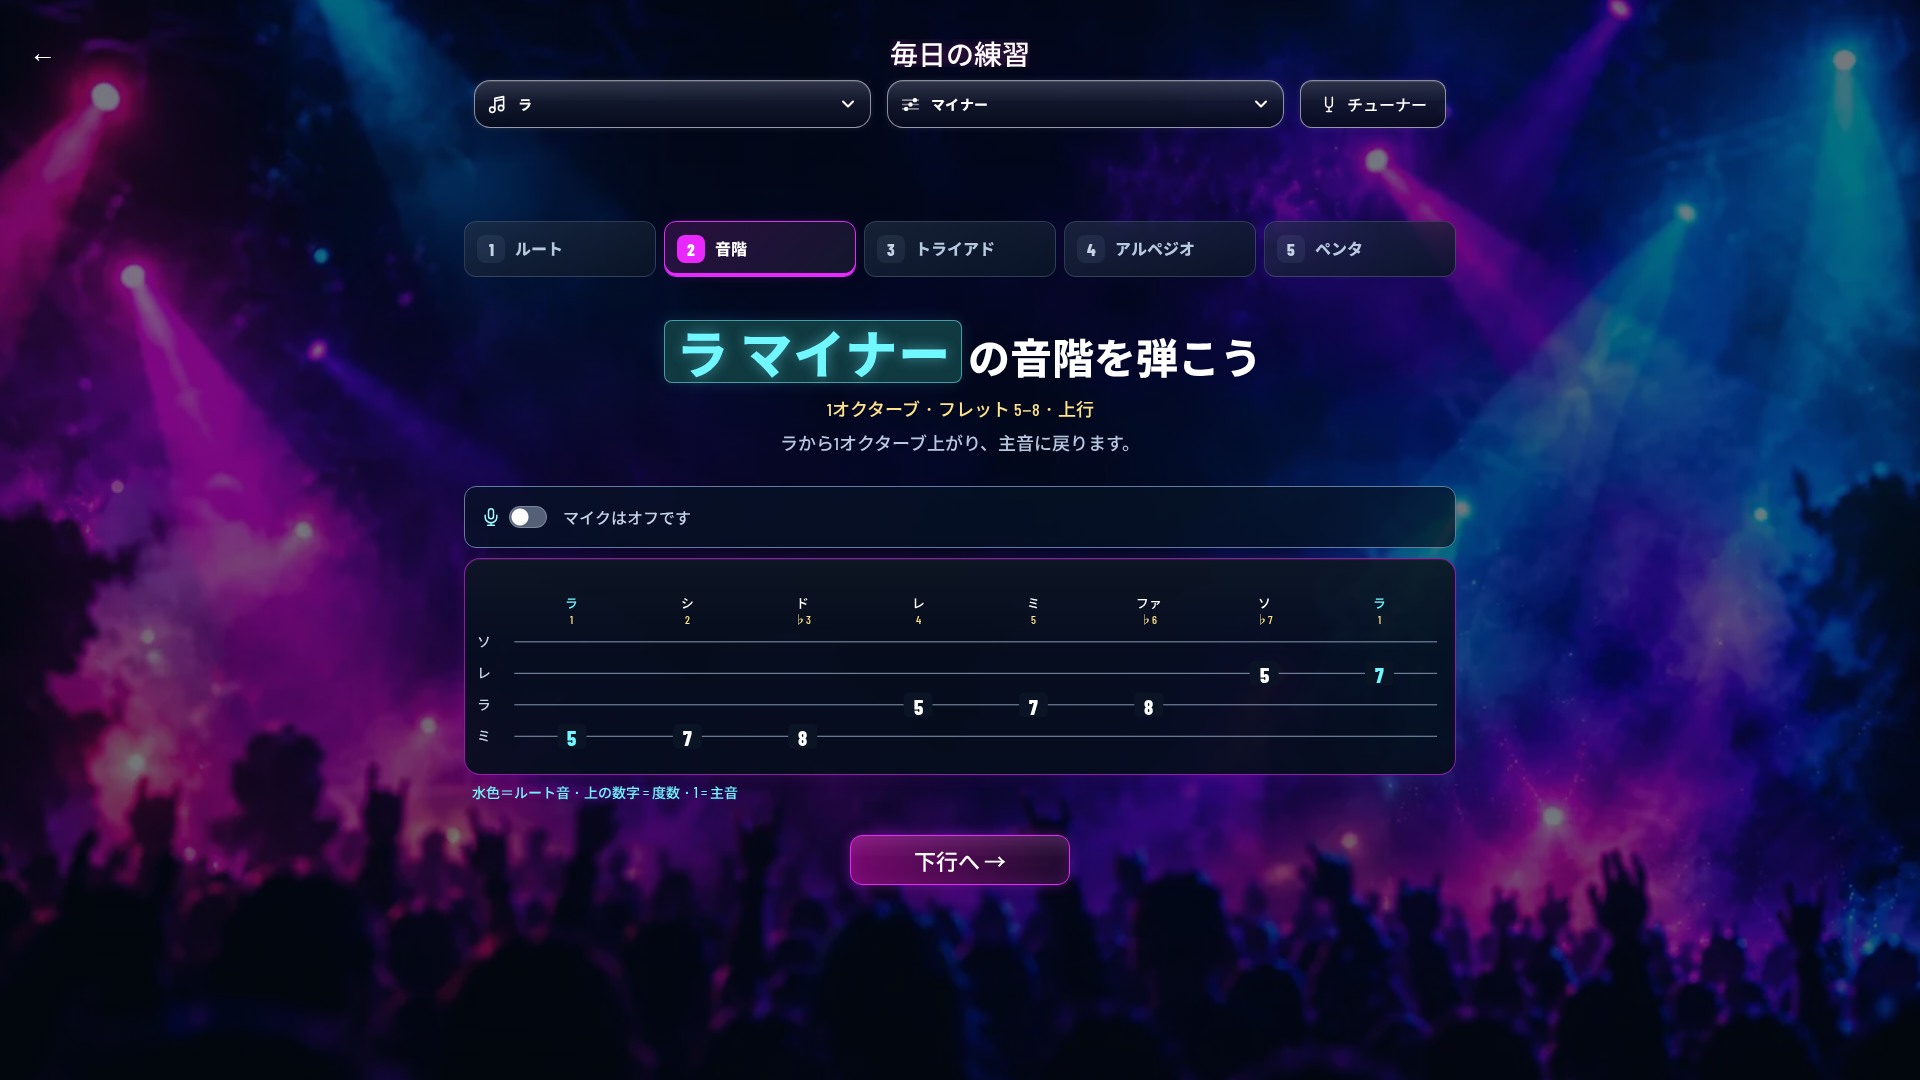 ←
毎日の練習
ラ
マイナー
チューナー
1 ルート
2 音階
3 トライアド
4 アルペジオ
5 ペンタ
ラ マイナー の音階を弾こう
1オクターブ · フレット 5–8 · 上行
ラから1オクターブ上がり、主音に戻ります。
マイクはオフです
ラ シ ド レ ミ ファ ソ ラ
1 2 ♭3 4 5 ♭6 ♭7 1
ソ
レ 5 7
ラ 5 7 8
ミ 5 7 8
水色＝ルート音 · 上の数字 = 度数 · 1 = 主音
下行へ →